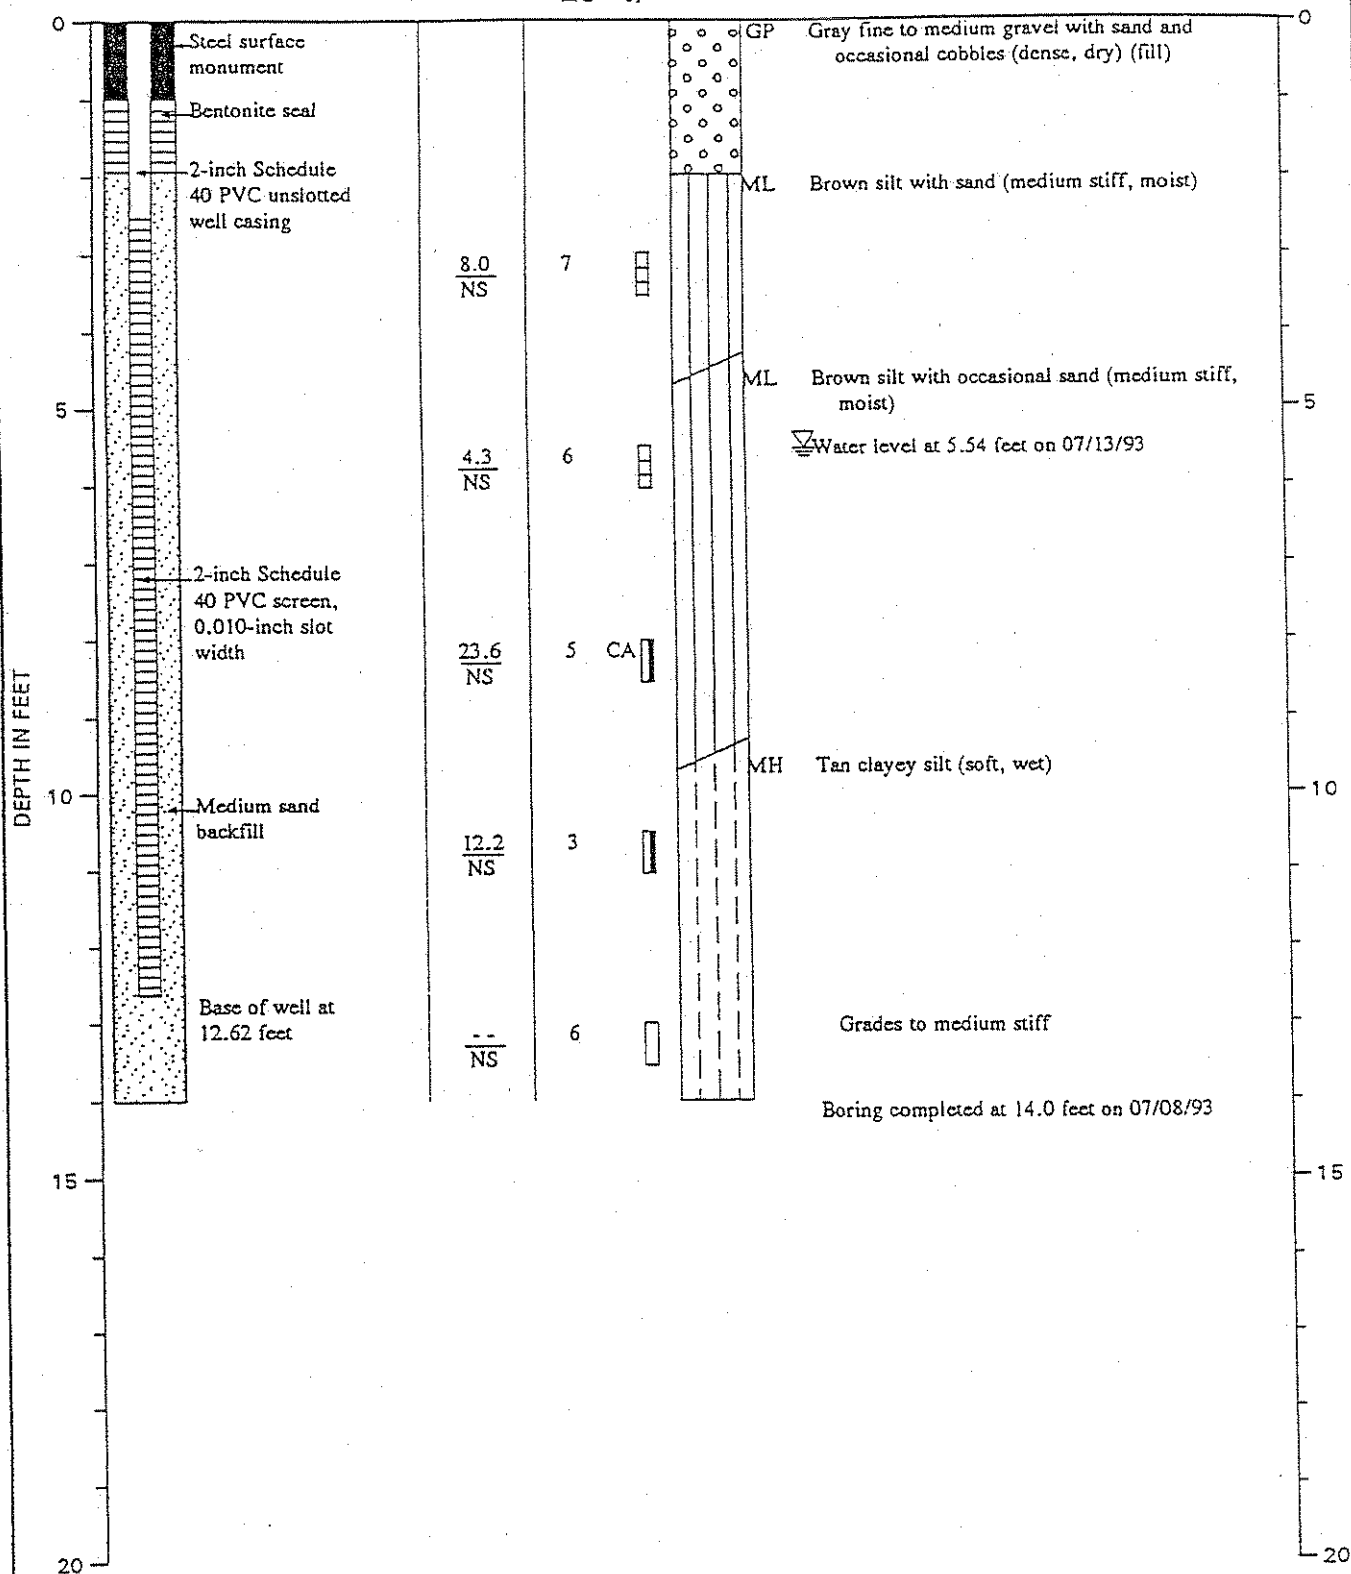 0
Steel surface
monument
GP Gray fine to medium gravel with sand and
occasional cobbles (dense, dry) (fill)
0
Bentonite seal
2-inch Schedule
40 PVC unslotted
well casing
ML Brown silt with sand (medium stiff, moist)
8.0
NS
7
ML Brown silt with occasional sand (medium stiff,
moist)
5
5
Water level at 5.54 feet on 07/13/93
4.3
NS
6
2-inch Schedule
40 PVC screen,
0.010-inch slot
width
23.6
NS
5 CA
DEPTH IN FEET
MH Tan clayey silt (soft, wet)
10
10
Medium sand
backfill
12.2
NS
3
Base of well at
12.62 feet
--
NS
6
Grades to medium stiff
Boring completed at 14.0 feet on 07/08/93
15
15
20
20